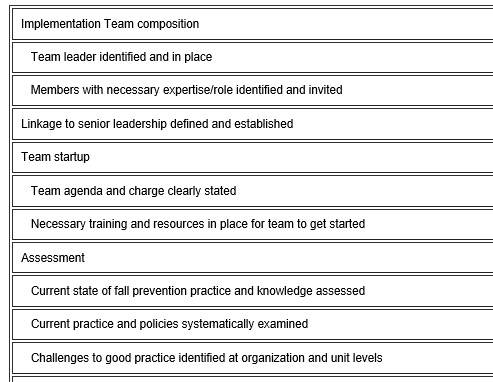 Implementation Team composition
Team leader identified and in place
Members with necessary expertise/role identified and invited
Linkage to senior leadership defined and established
Team startup
Team agenda and charge clearly stated
Necessary training and resources in place for team to get started
Assessment
Current state of fall prevention practice and knowledge assessed
Current practice and policies systematically examined
Challenges to good practice identified at organization and unit levels